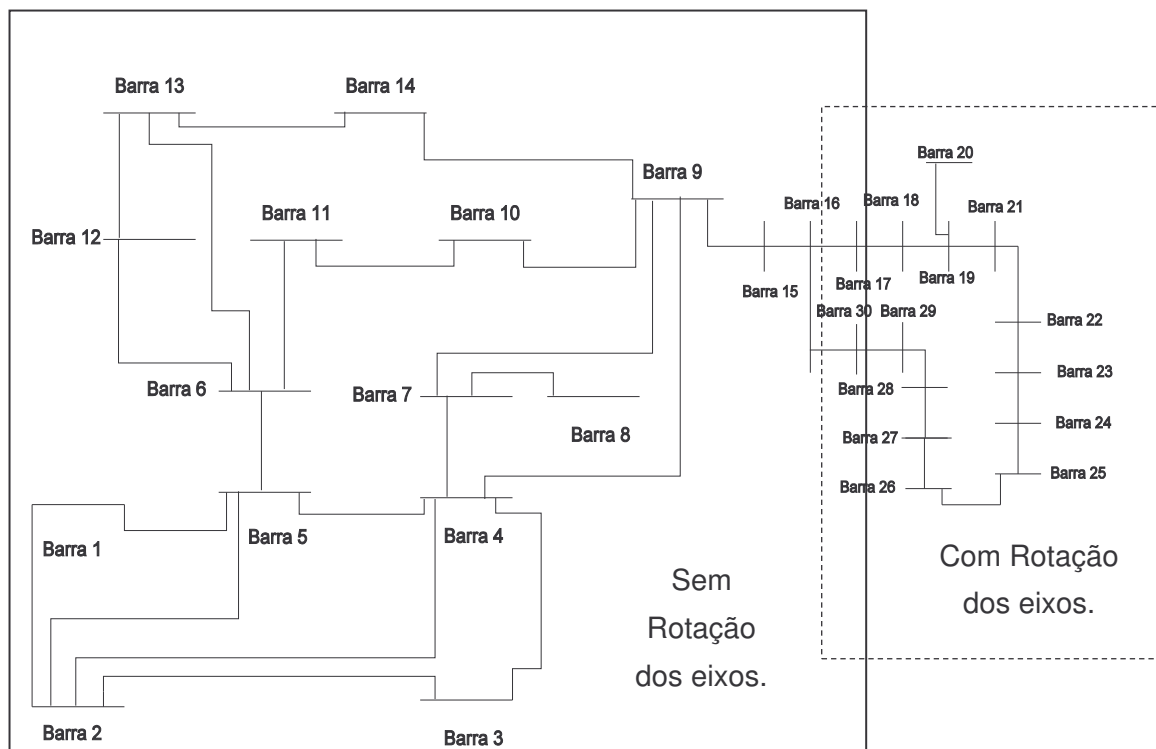 Barra 13
Barra 14
Barra 20
Barra 9
Barra 16
Barra 18
Barra 21
Barra 11
Barra 10
Barra 12
Barra 15
Barra 17
Barra 19
Barra 30
Barra 29
Barra 22
Barra 23
Barra 6
Barra 7
Barra 28
Barra 8
Barra 27
Barra 24
Barra 26
Barra 25
Barra 1
Barra 5
Barra 4
Com Rotação
dos eixos.
Sem
Rotação
dos eixos.
Barra 2
Barra 3